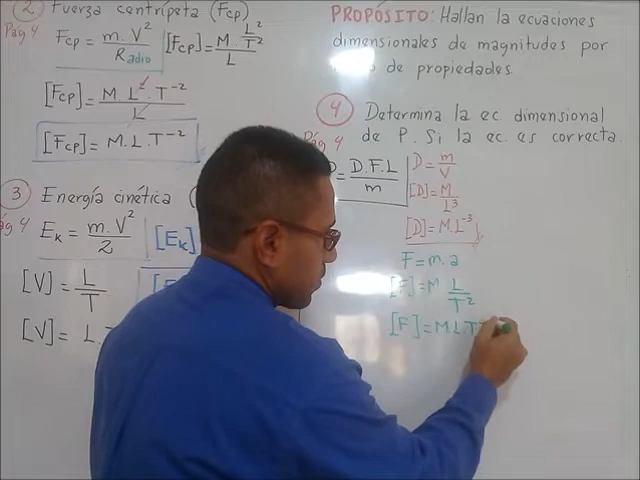 2 Fuerza centrípeta (Fcp)
Pág 4
Fcp = m.V² / Radio
[Fcp] = M. L²/T² / L
[Fcp] = M.L².T⁻² / L
[Fcp] = M.L.T⁻²
3 Energía cinética (
Pág 4
Ek = m.V² / 2
[Ek]
[V] = L / T
[V] = L.
PROPÓSITO: Hallan la ecuaciones
dimensionales de magnitudes por
de propiedades.
4 Determina la ec. dimensional
de P. Si la ec. es correcta.
= D.F.L / m
D = m / V
[D] = M / L³
[D] = M.L⁻³
F = m.a
[F] = M L / T²
[F] = M.L.T